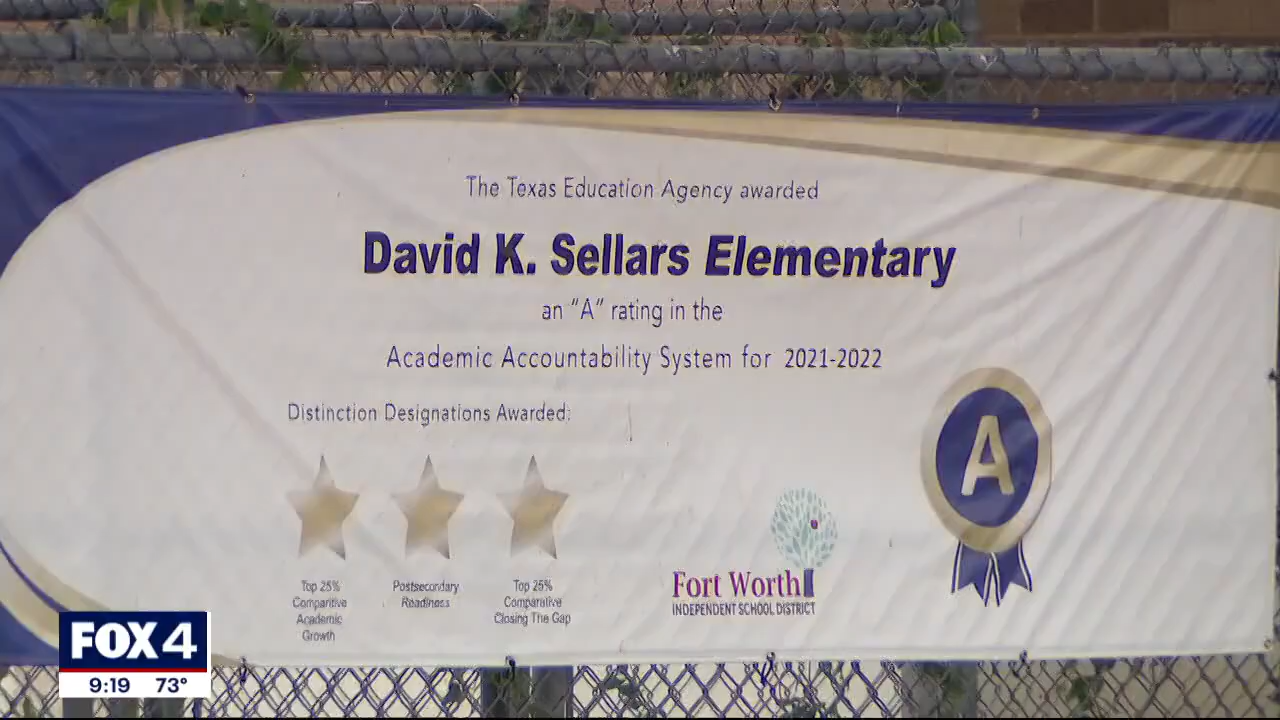 The Texas Education Agency awarded
David K. Sellars Elementary
an "A" rating in the
Academic Accountability System for 2021-2022
Distinction Designations Awarded:
A
Top 25%
Comparitive
Academic
Growth
Postsecondary
Readiness
Top 25%
Comparative
Closing The Gap
Fort Worth
INDEPENDENT SCHOOL DISTRICT
FOX 4
9:19 73°